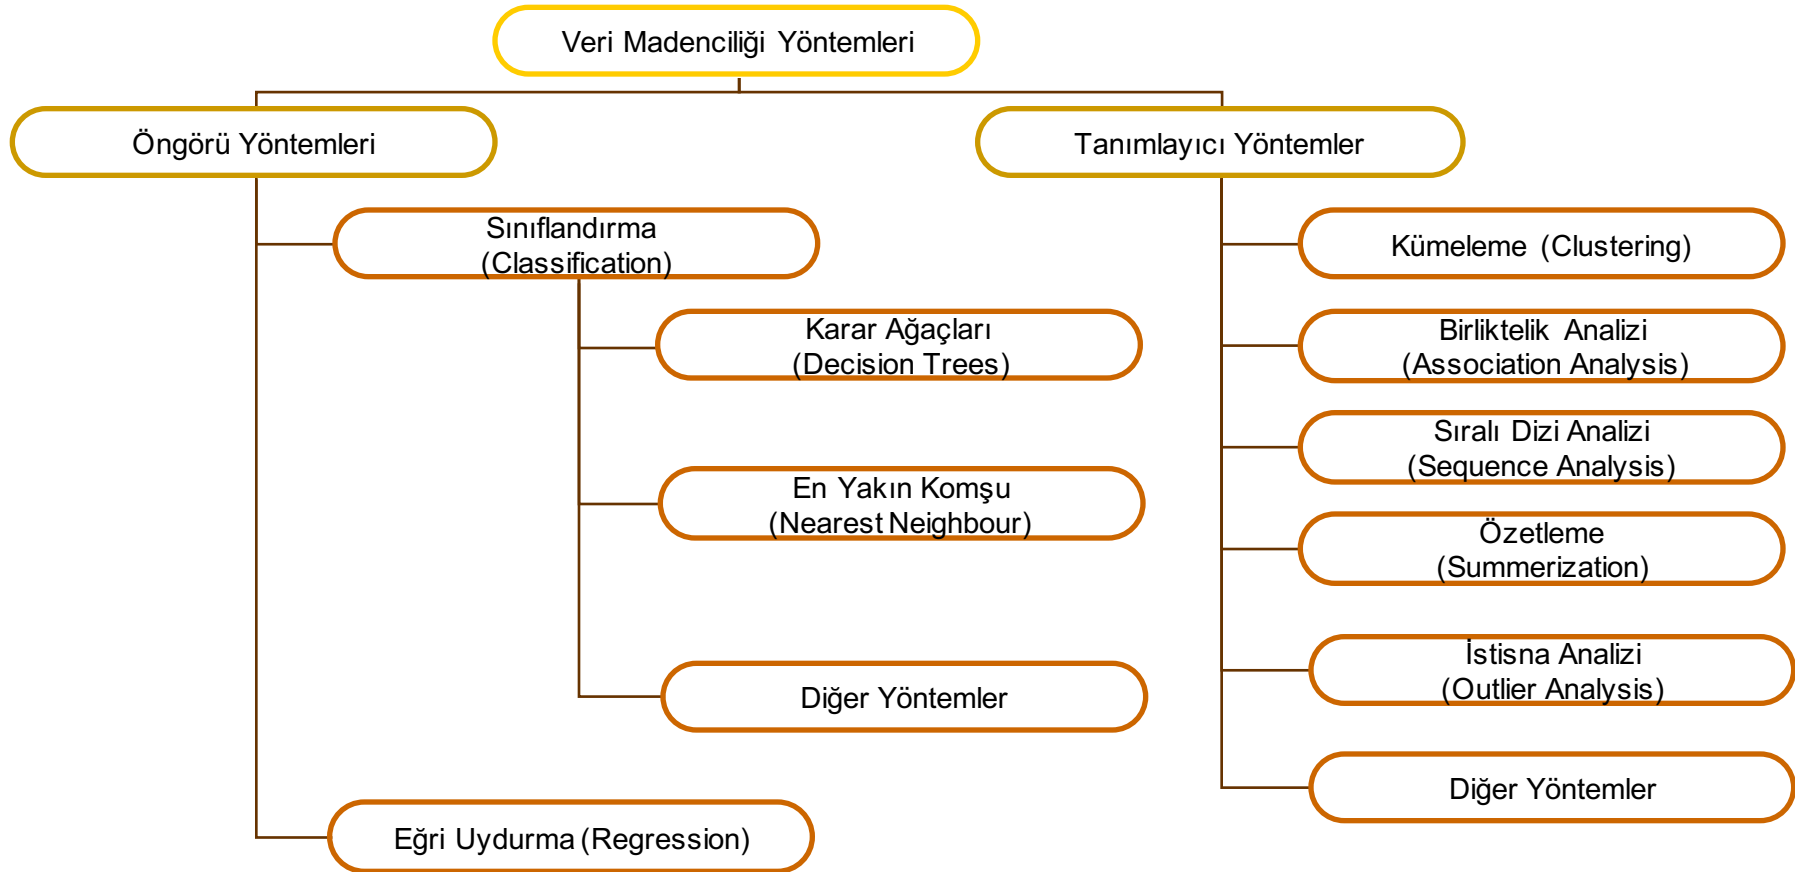 Veri Madenciliği Yöntemleri
Öngörü Yöntemleri
Sınıflandırma
(Classification)
Karar Ağaçları
(Decision Trees)
En Yakın Komşu
(Nearest Neighbour)
Diğer Yöntemler
Eğri Uydurma (Regression)
Tanımlayıcı Yöntemler
Kümeleme (Clustering)
Birliktelik Analizi
(Association Analysis)
Sıralı Dizi Analizi
(Sequence Analysis)
Özetleme
(Summerization)
İstisna Analizi
(Outlier Analysis)
Diğer Yöntemler